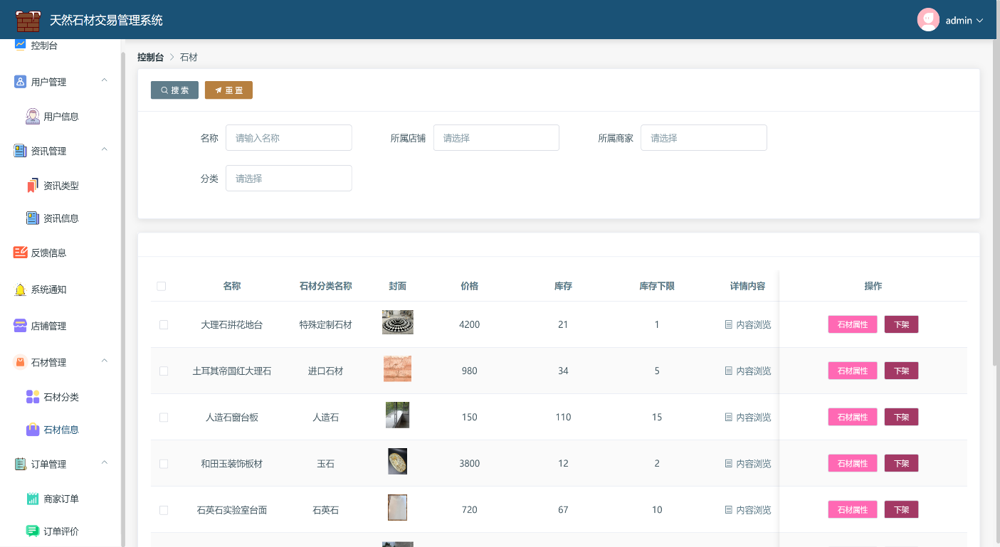 天然石材交易管理系统
admin
控制台
用户管理
用户信息
资讯管理
资讯类型
资讯信息
反馈信息
系统通知
店铺管理
石材管理
石材分类
石材信息
订单管理
商家订单
订单评价
控制台 > 石材
搜索 重置
名称 请输入名称 所属店铺 请选择 所属商家 请选择
分类 请选择
名称 石材分类名称 封面 价格 库存 库存下限 详情内容 操作
大理石拼花地台 特殊定制石材 4200 21 1 内容浏览 石材属性 下架
土耳其帝国红大理石 进口石材 980 34 5 内容浏览 石材属性 下架
人造石窗台板 人造石 150 110 15 内容浏览 石材属性 下架
和田玉装饰板材 玉石 3800 12 2 内容浏览 石材属性 下架
石英石实验室台面 石英石 720 67 10 内容浏览 石材属性 下架